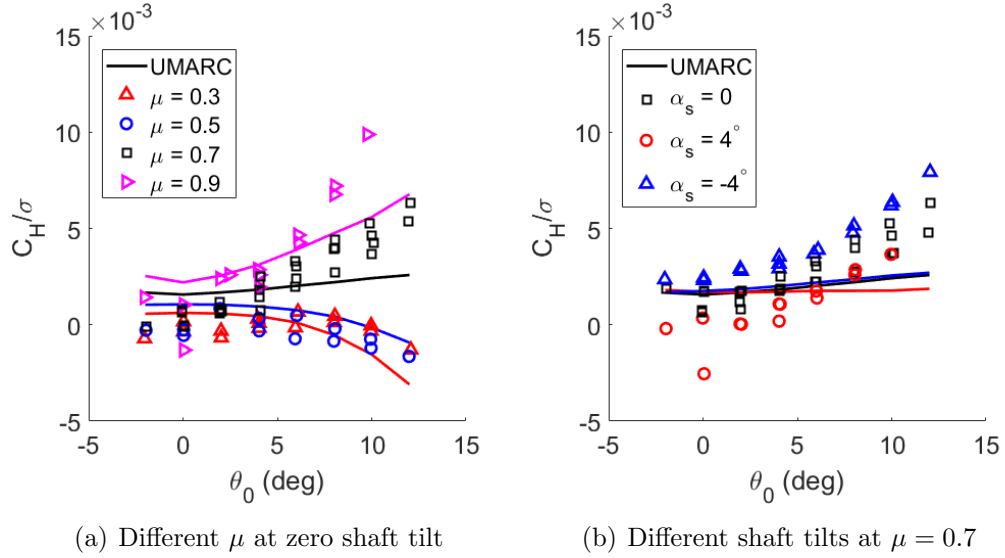 ×10⁻³
15
10
5
0
-5
C_H/σ
UMARC
μ = 0.3
μ = 0.5
μ = 0.7
μ = 0.9
-5 0 5 10 15
θ_0 (deg)
(a) Different μ at zero shaft tilt
×10⁻³
15
10
5
0
-5
C_H/σ
UMARC
α_s = 0
α_s = 4°
α_s = -4°
-5 0 5 10 15
θ_0 (deg)
(b) Different shaft tilts at μ = 0.7